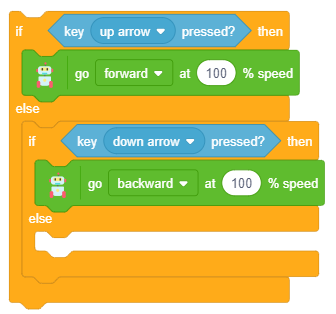 if key up arrow pressed? then
go forward at 100 % speed
else
if key down arrow pressed? then
go backward at 100 % speed
else